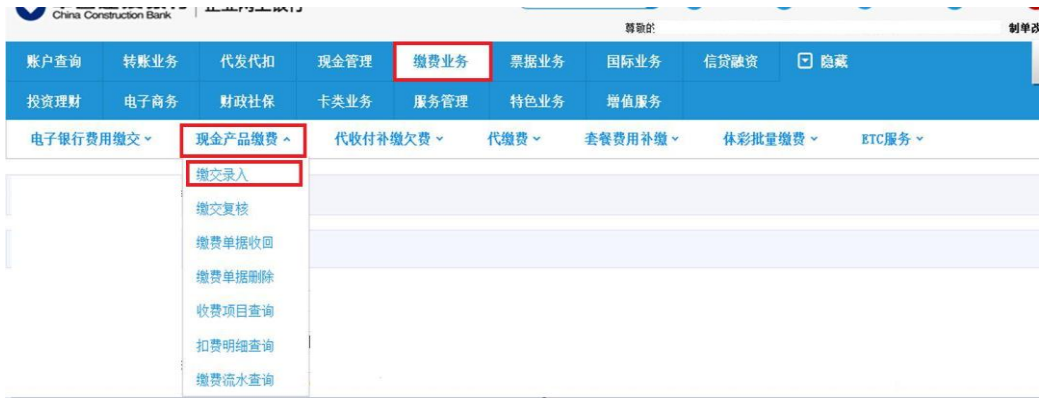 China Construction Bank
企业网上银行
尊敬的
制单
账户查询 转账业务 代发代扣 现金管理 缴费业务 票据业务 国际业务 信贷融资 隐藏
投资理财 电子商务 财政社保 卡类业务 服务管理 特色业务 增值服务
电子银行费用缴交 现金产品缴费 代收付补缴欠费 代缴费 套餐费用补缴 体彩批量缴费 ETC服务
缴交录入
缴交复核
缴费单据收回
缴费单据删除
收费项目查询
扣费明细查询
缴费流水查询